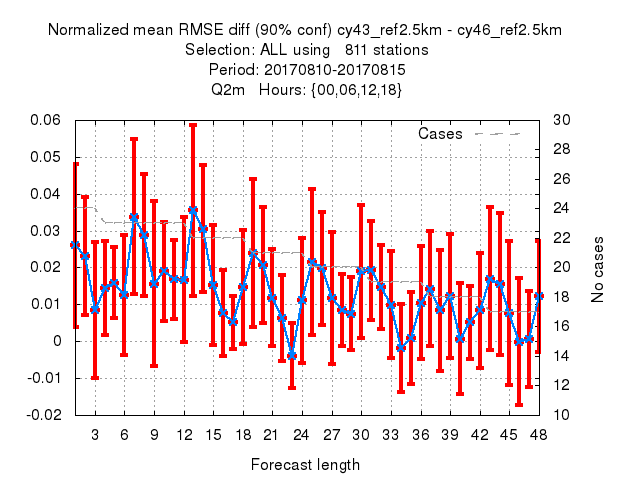 Normalized mean RMSE diff (90% conf) cy43_ref2.5km - cy46_ref2.5km
Selection: ALL using   811 stations
Period: 20170810-20170815
Q2m   Hours: {00,06,12,18}
Cases
0.06
0.05
0.04
0.03
0.02
0.01
0
-0.01
-0.02
30
28
26
24
22
20
18
16
14
12
10
No cases
3 6 9 12 15 18 21 24 27 30 33 36 39 42 45 48
Forecast length